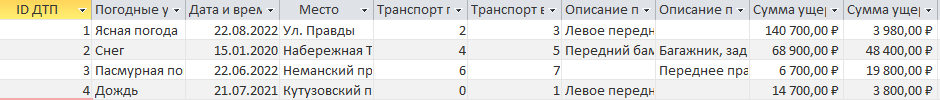 ID ДТП Погодные у Дата и врем Место Транспорт п Транспорт в Описание п Описание п Сумма ущер Сумма ущер
1 Ясная погода 22.08.2022 Ул. Правды 2 3 Левое передн 140 700,00 ₽ 3 980,00 ₽
2 Снег 15.01.2020 Набережная Т 4 5 Передний бам Багажник, зад 68 900,00 ₽ 48 400,00 ₽
3 Пасмурная по 22.06.2022 Неманский пр 6 7 Переднее пра 6 700,00 ₽ 19 800,00 ₽
4 Дождь 21.07.2021 Кутузовский п 0 1 Левое передн 14 700,00 ₽ 3 800,00 ₽